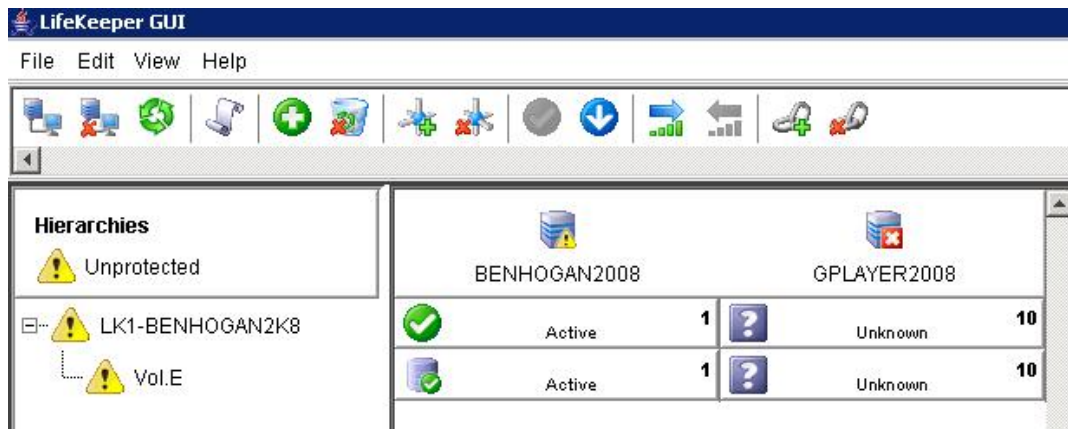 LifeKeeper GUI
File Edit View Help
Hierarchies
Unprotected
BENHOGAN2008 GPLAYER2008
LK1-BENHOGAN2K8 Active 1 ? Unknown 10
Vol.E Active 1 ? Unknown 10